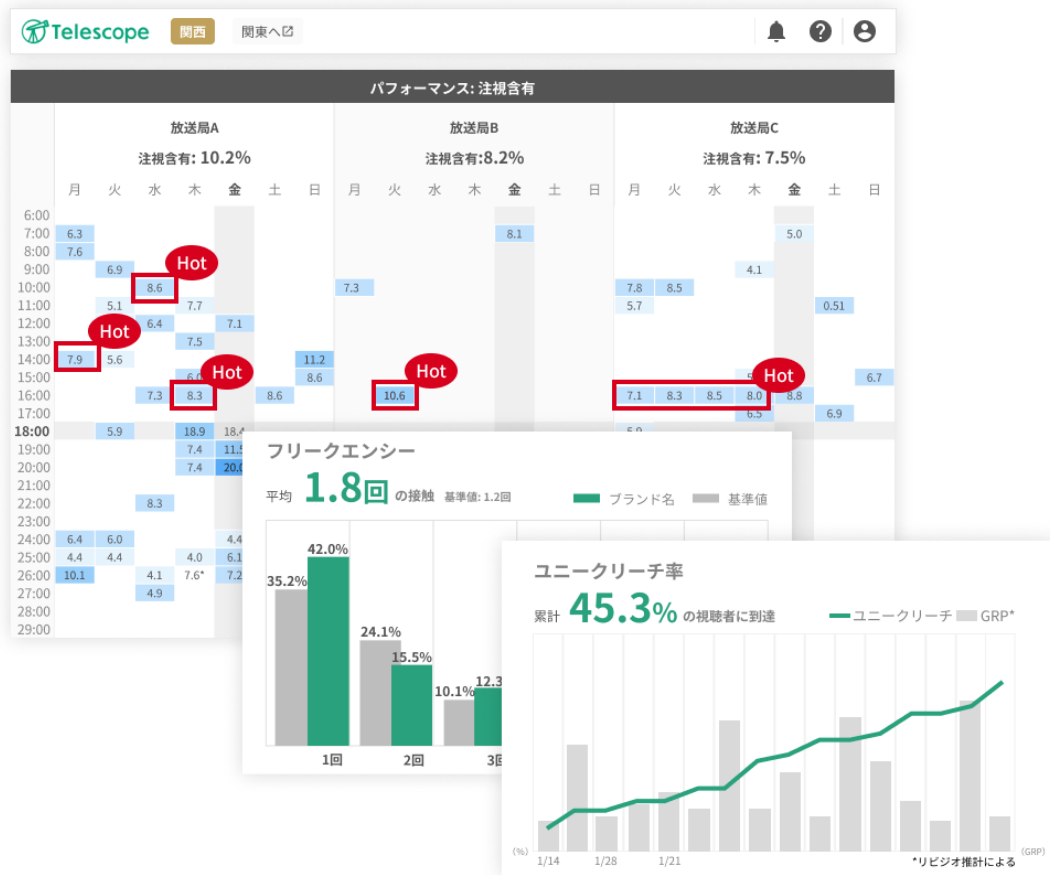 Telescope 関西 関東へ
パフォーマンス: 注視含有
放送局A 放送局B 放送局C
注視含有: 10.2% 注視含有:8.2% 注視含有: 7.5%
月 火 水 木 金 土 日 月 火 水 木 金 土 日 月 火 水 木 金 土 日
6:00
7:00 6.3 8.1 5.0
8:00 7.6 Hot
9:00 6.9 4.1
10:00 8.6 7.3 7.8 8.5
11:00 5.1 7.7 5.7 0.51
12:00 Hot 6.4 7.1
13:00 7.5
14:00 7.9 5.6 11.2
15:00 Hot 8.6 Hot Hot 6.7
16:00 7.3 8.3 8.6 10.6 7.1 8.3 8.5 8.0 8.8
17:00 6.5 6.9
18:00 5.9 18.9 18.4
19:00 7.4 11.5
20:00 7.4 20.0
21:00
22:00 8.3
23:00
24:00 6.4 6.0 4.4
25:00 4.4 4.4 4.0 6.1
26:00 10.1 4.1 7.6* 7.2
27:00 4.9
28:00
29:00
フリークエンシー
平均 1.8回 の接触 基準値: 1.2回 ブランド名 基準値
42.0%
35.2%
24.1%
15.5%
10.1% 12.3
1回 2回 3回
ユニークリーチ率
累計 45.3% の視聴者に到達 ユニークリーチ GRP*
(%) (GRP)
1/14 1/28 1/21 *リビジオ推計による